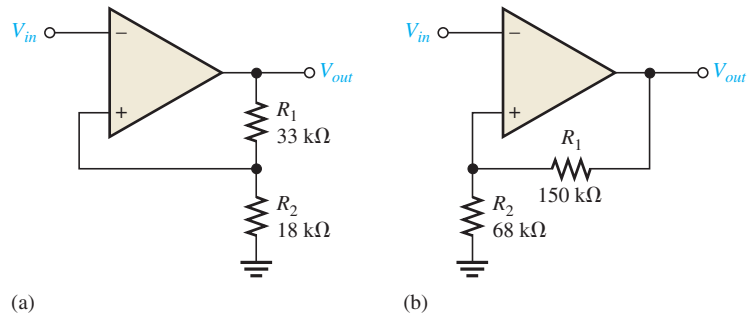 V_in
−
+
V_out
R_1
33 kΩ
R_2
18 kΩ
(a)
V_in
−
+
V_out
R_1
150 kΩ
R_2
68 kΩ
(b)